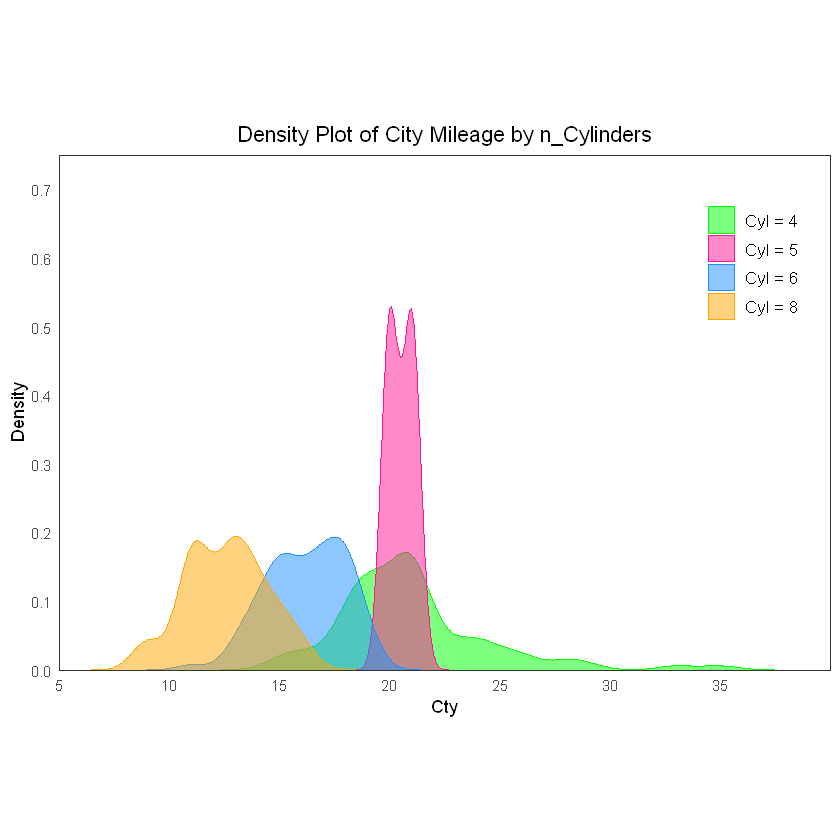 Density Plot of City Mileage by n_Cylinders
0.7
0.6
0.5
0.4
0.3
0.2
0.1
0.0
Density
Cyl = 4
Cyl = 5
Cyl = 6
Cyl = 8
5 10 15 20 25 30 35
Cty